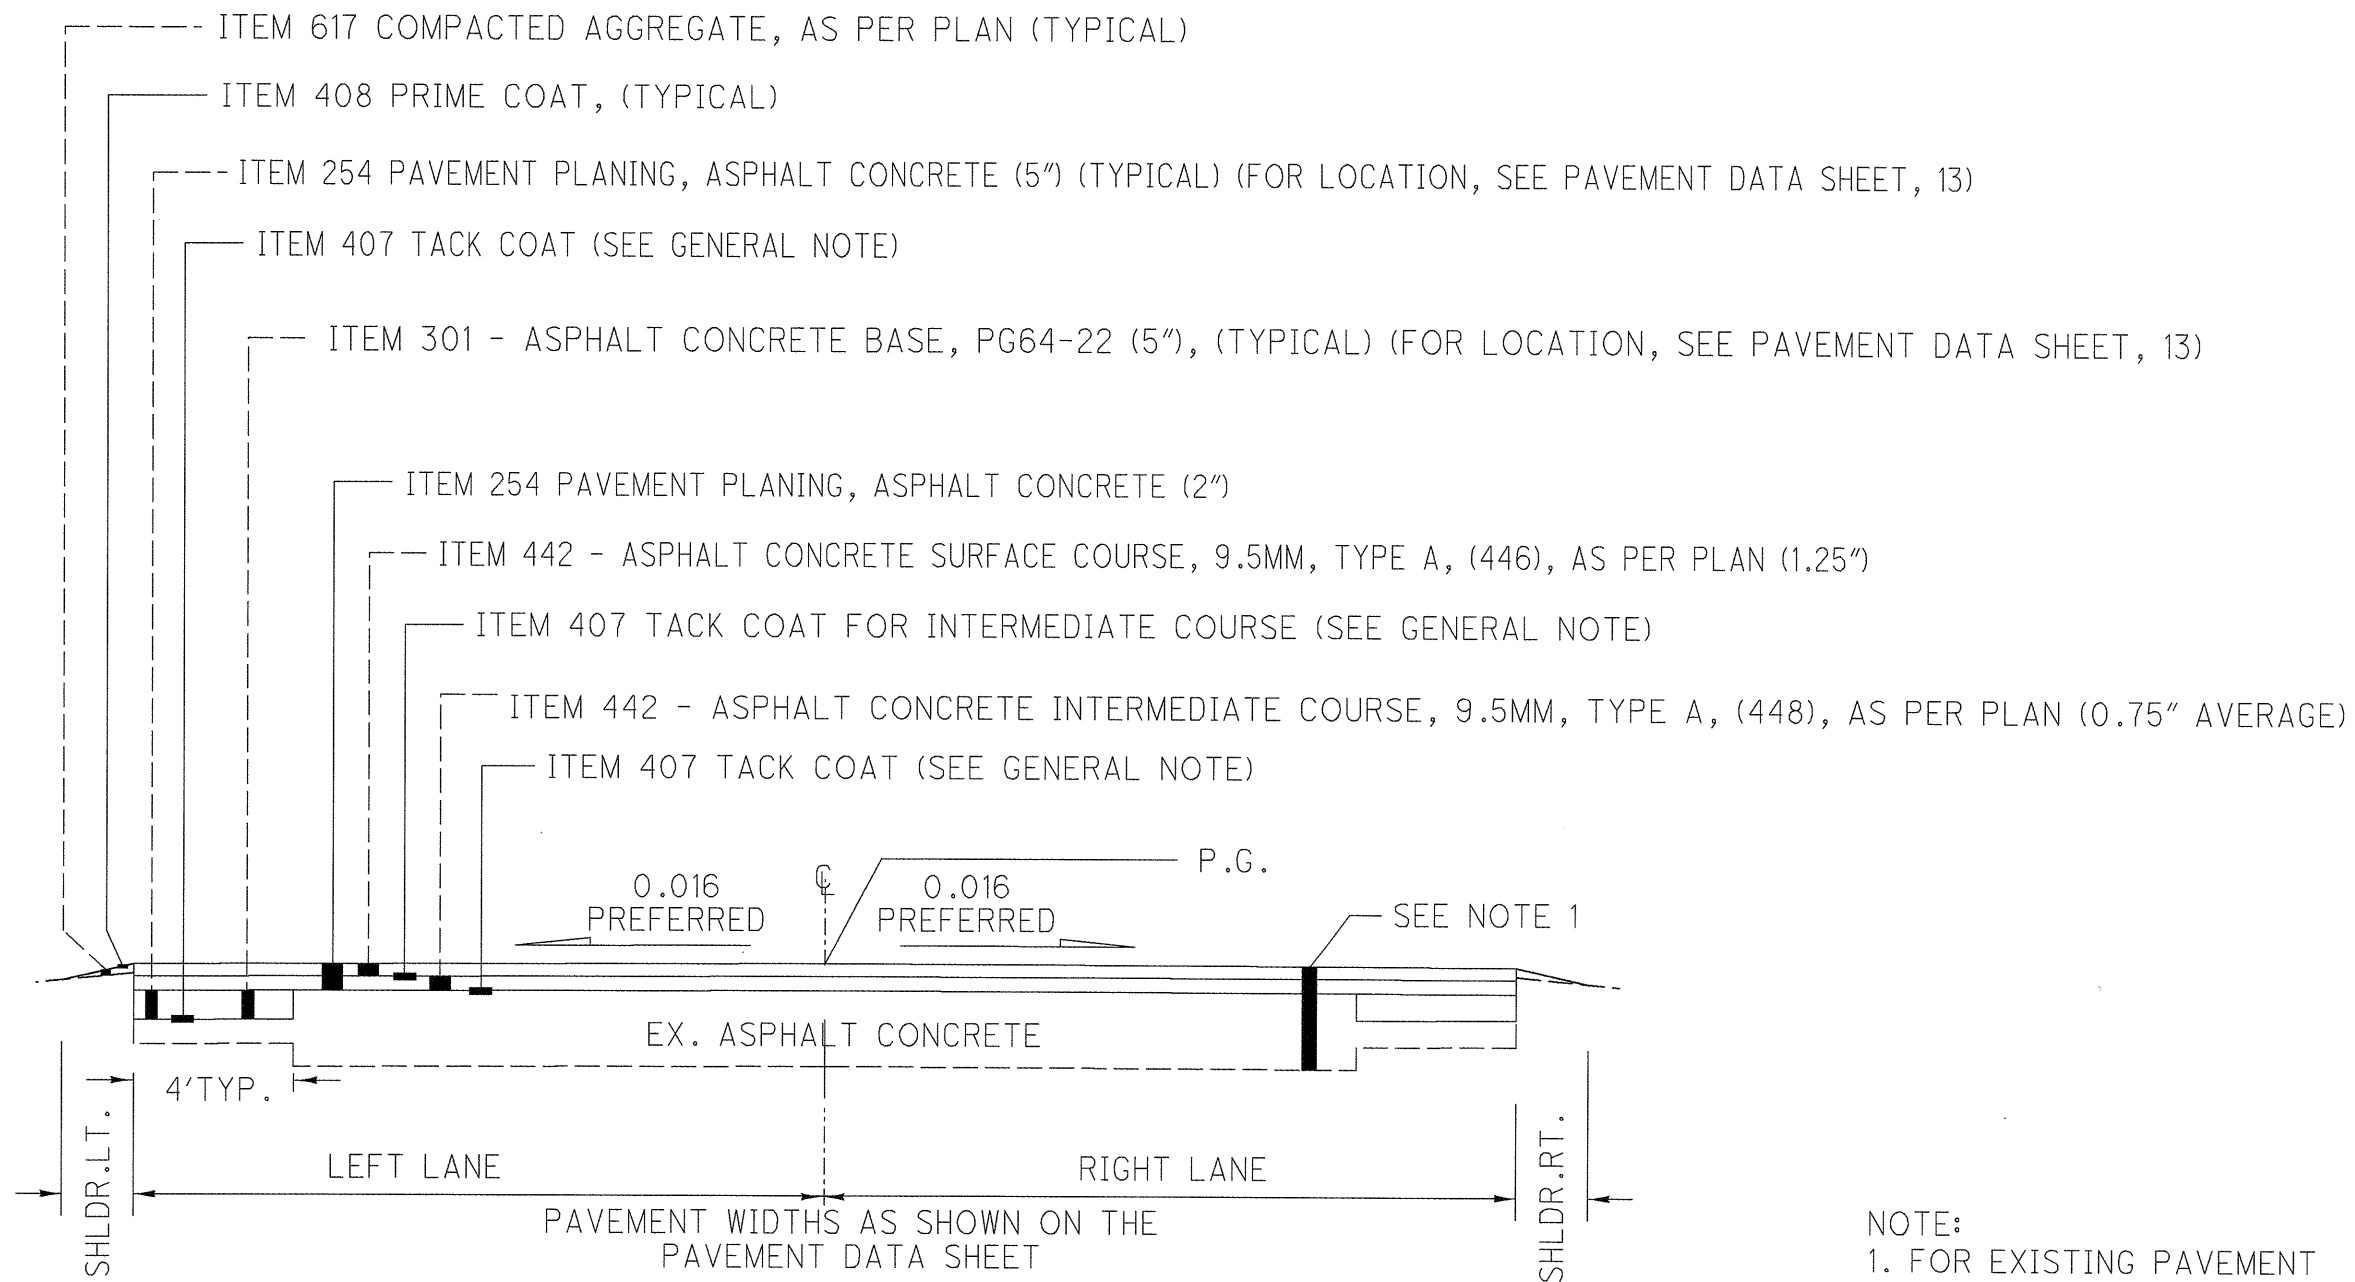 ITEM 617 COMPACTED AGGREGATE, AS PER PLAN (TYPICAL)
ITEM 408 PRIME COAT, (TYPICAL)
ITEM 254 PAVEMENT PLANING, ASPHALT CONCRETE (5") (TYPICAL) (FOR LOCATION, SEE PAVEMENT DATA SHEET, 13)
ITEM 407 TACK COAT (SEE GENERAL NOTE)
ITEM 301 - ASPHALT CONCRETE BASE, PG64-22 (5"), (TYPICAL) (FOR LOCATION, SEE PAVEMENT DATA SHEET, 13)
ITEM 254 PAVEMENT PLANING, ASPHALT CONCRETE (2")
ITEM 442 - ASPHALT CONCRETE SURFACE COURSE, 9.5MM, TYPE A, (446), AS PER PLAN (1.25")
ITEM 407 TACK COAT FOR INTERMEDIATE COURSE (SEE GENERAL NOTE)
ITEM 442 - ASPHALT CONCRETE INTERMEDIATE COURSE, 9.5MM, TYPE A, (448), AS PER PLAN (0.75" AVERAGE)
ITEM 407 TACK COAT (SEE GENERAL NOTE)
P.G.
℄
0.016
PREFERRED
0.016
PREFERRED
SEE NOTE 1
EX. ASPHALT CONCRETE
4'TYP.
SHLDR.LT.
LEFT LANE
RIGHT LANE
SHLDR.RT.
PAVEMENT WIDTHS AS SHOWN ON THE
PAVEMENT DATA SHEET
NOTE:
1. FOR EXISTING PAVEMENT